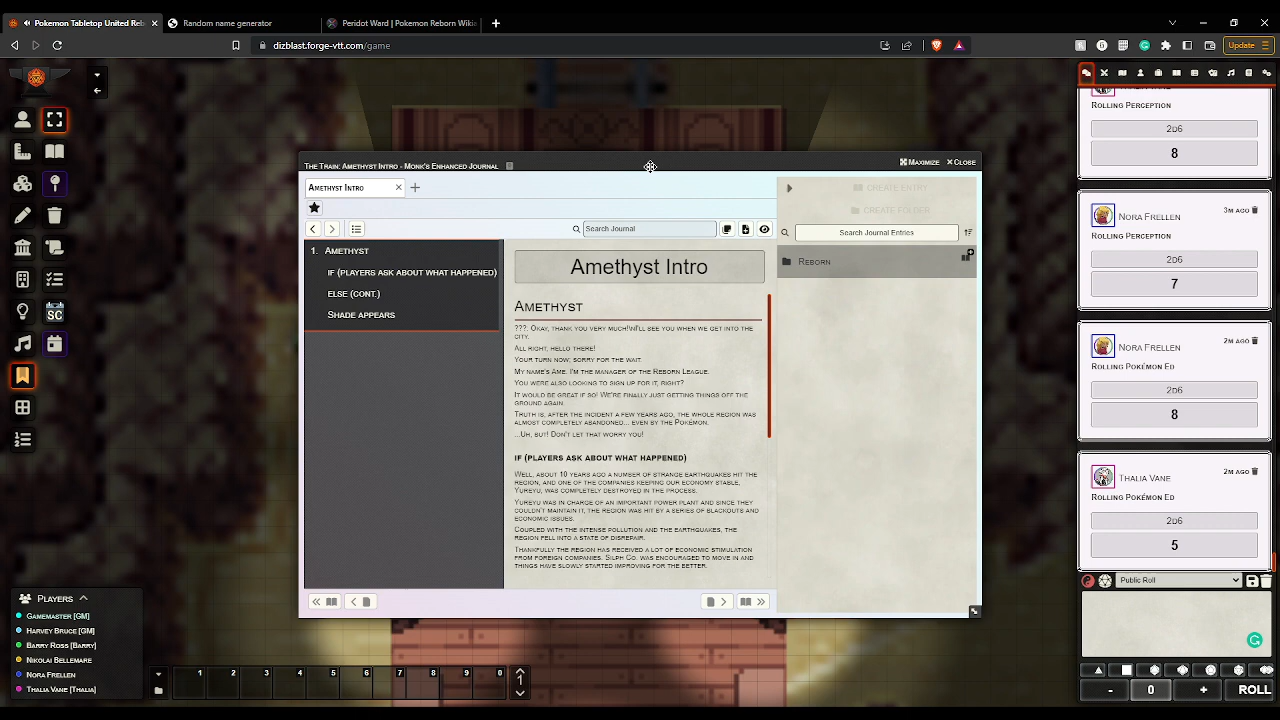 Pokemon Tabletop United Reb
Random name generator
Peridot Ward | Pokemon Reborn Wikia
dizblast.forge-vtt.com/game
Update
The Train: Amethyst Intro - Monk's Enhanced Journal
Maximize
Close
Amethyst Intro
Search Journal
1. Amethyst
If (Players ask about what happened)
Else (cont.)
Shade Appears
Amethyst Intro
Amethyst
???: Okay, thank you very much!\nI'll see you when we get into the
city.
All right, hello there!
Your turn now; sorry for the wait.
My name's Ame. I'm the manager of the Reborn League.
You were also looking to sign up for it, right?
It would be great if so! We're finally just getting things off the
ground again.
Truth is, after the incident a few years ago, the whole region was
almost completely abandoned... even by the Pokémon.
...Uh, but! Don't let that worry you!
If (Players ask about what happened)
Well, about 10 years ago a number of strange earthquakes hit the
region, and one of the companies keeping our economy stable,
Yureyu, was completely destroyed in the process.
Yureyu was in charge of an important power plant and since they
couldn't maintain it, the region was hit by a series of blackouts and
economic issues.
Coupled with the intense pollution and the earthquakes, the
region fell into a state of disrepair.
Thankfully the region has received a lot of economic stimulation
from foreign companies. Silph Co. was encouraged to move in and
things have slowly started improving for the better.
Create Entry
Create Folder
Search Journal Entries
Reborn
Rolling Perception
2d6
8
Nora Frellen
3m ago
Rolling Perception
2d6
7
Nora Frellen
2m ago
Rolling Pokémon Ed
2d6
8
Thalia Vane
2m ago
Rolling Pokémon Ed
2d6
5
Public Roll
- 0 + ROLL
SC
Players
Gamemaster [GM]
Harvey Bruce [GM]
Barry Ross [Barry]
Nikolai Bellemare
Nora Frellen
Thalia Vane [Thalia]
1 2 3 4 5 6 7 8 9 0
1